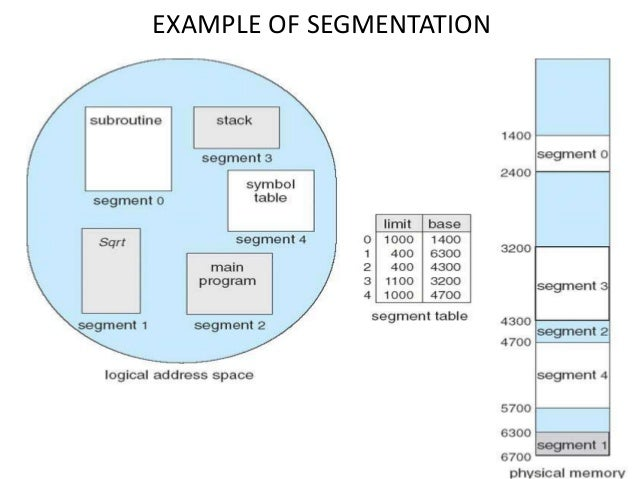 EXAMPLE OF SEGMENTATION
subroutine
segment 0
stack
segment 3
symbol
table
segment 4
Sqrt
segment 1
main
program
segment 2
logical address space
limit base
0 1000 1400
1 400 6300
2 400 4300
3 1100 3200
4 1000 4700
segment table
1400
segment 0
2400
3200
segment 3
4300
segment 2
4700
segment 4
5700
6300
segment 1
6700
physical memory